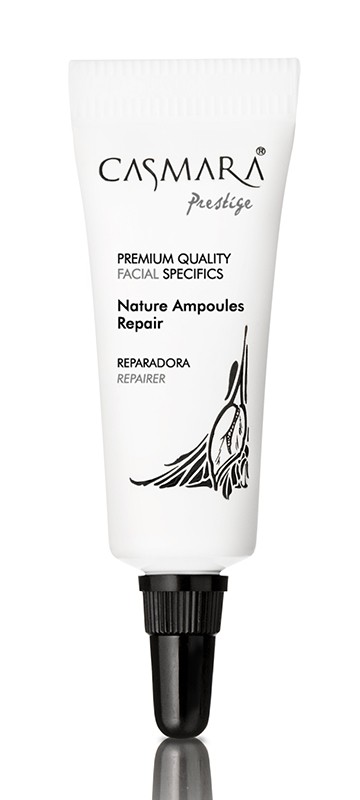 CASMARA®
Prestige
PREMIUM QUALITY
FACIAL SPECIFICS
Nature Ampoules
Repair
REPARADORA
REPAIRER